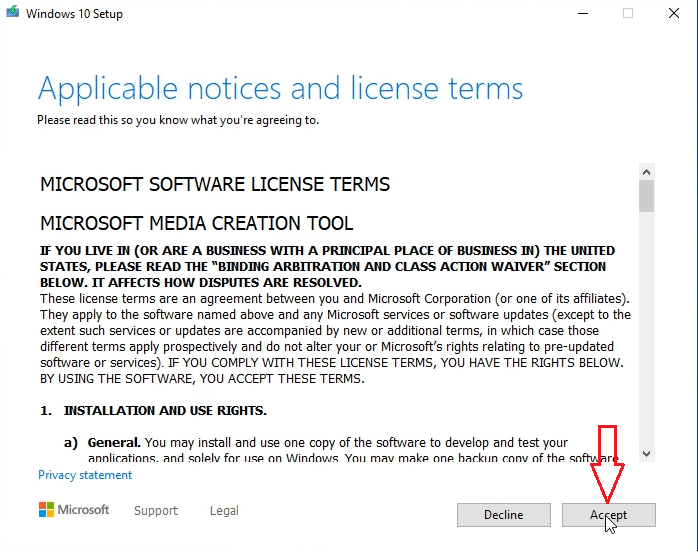 Windows 10 Setup
Applicable notices and license terms
Please read this so you know what you're agreeing to.
MICROSOFT SOFTWARE LICENSE TERMS
MICROSOFT MEDIA CREATION TOOL
IF YOU LIVE IN (OR ARE A BUSINESS WITH A PRINCIPAL PLACE OF BUSINESS IN) THE UNITED
STATES, PLEASE READ THE “BINDING ARBITRATION AND CLASS ACTION WAIVER” SECTION
BELOW. IT AFFECTS HOW DISPUTES ARE RESOLVED.
These license terms are an agreement between you and Microsoft Corporation (or one of its affiliates).
They apply to the software named above and any Microsoft services or software updates (except to the
extent such services or updates are accompanied by new or additional terms, in which case those
different terms apply prospectively and do not alter your or Microsoft’s rights relating to pre-updated
software or services). IF YOU COMPLY WITH THESE LICENSE TERMS, YOU HAVE THE RIGHTS BELOW.
BY USING THE SOFTWARE, YOU ACCEPT THESE TERMS.
1. INSTALLATION AND USE RIGHTS.
a) General. You may install and use one copy of the software to develop and test your
applications, and solely for use on Windows. You may make one backup copy of the software
Privacy statement
Microsoft Support Legal Decline Accept